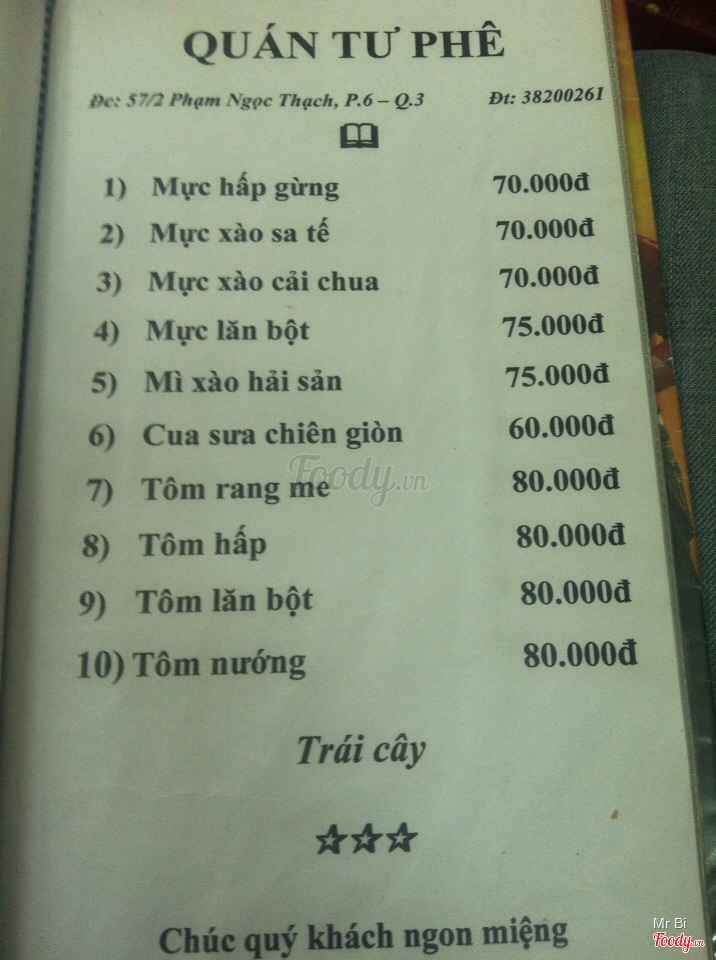 QUÁN TƯ PHÊ
Đc: 57/2 Phạm Ngọc Thạch, P.6 – Q.3 Đt: 38200261
1) Mực hấp gừng 70.000đ
2) Mực xào sa tế 70.000đ
3) Mực xào cải chua 70.000đ
4) Mực lăn bột 75.000đ
5) Mì xào hải sản 75.000đ
6) Cua sưa chiên giòn 60.000đ
Foody.vn
7) Tôm rang me 80.000đ
8) Tôm hấp 80.000đ
9) Tôm lăn bột 80.000đ
10) Tôm nướng 80.000đ
Trái cây
Chúc quý khách ngon miệng
Mr Bi
Foody.vn